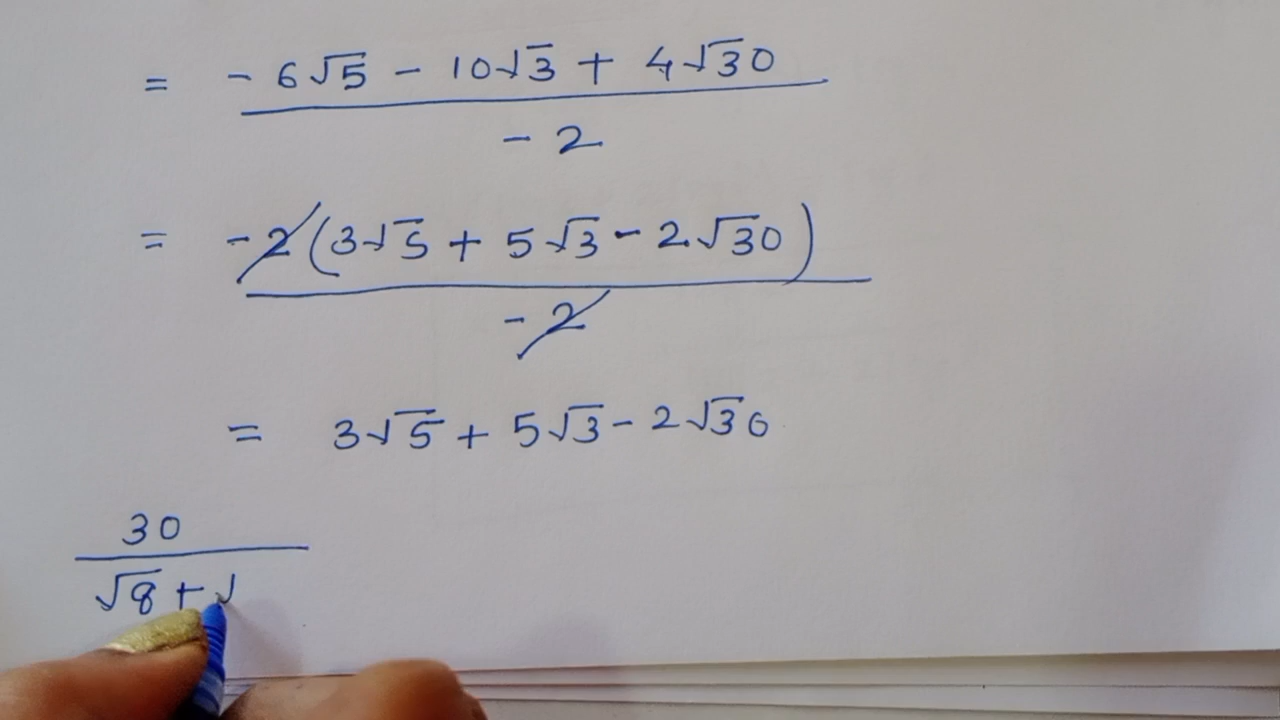 = - 6√5 - 10√3 + 4√30
- 2
= -2(3√5 + 5√3 - 2√30)
-2
= 3√5 + 5√3 - 2√30
30
√8 + √